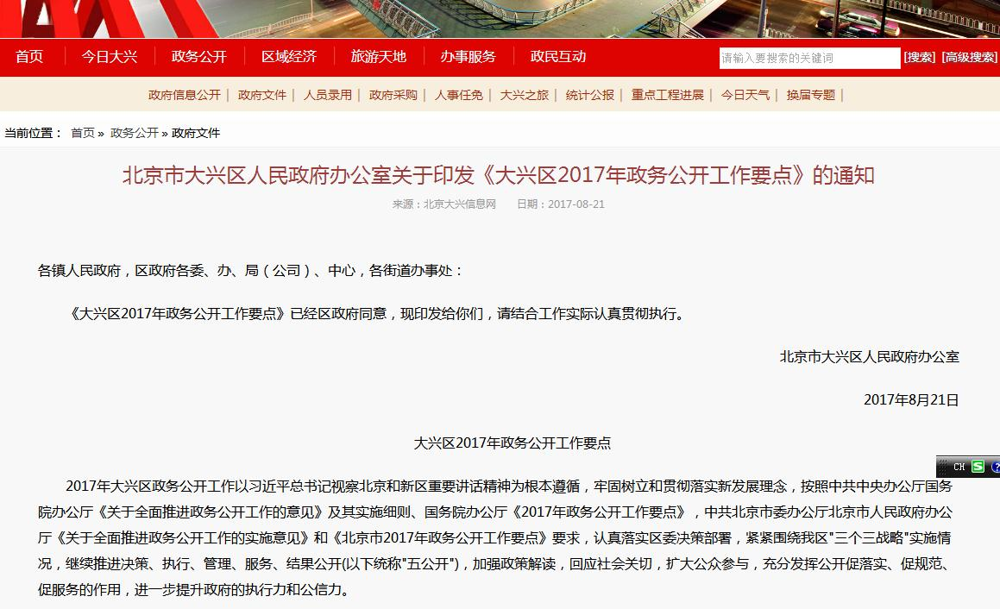 首页 今日大兴 政务公开 区域经济 旅游天地 办事服务 政民互动 请输入要搜索的关键词 [搜索] [高级搜索]
政府信息公开 | 政府文件 | 人员录用 | 政府采购 | 人事任免 | 大兴之旅 | 统计公报 | 重点工程进展 | 今日天气 | 换届专题 |
当前位置： 首页 » 政务公开 » 政府文件
北京市大兴区人民政府办公室关于印发《大兴区2017年政务公开工作要点》的通知
来源：北京大兴信息网 日期：2017-08-21
各镇人民政府，区政府各委、办、局（公司）、中心，各街道办事处：
《大兴区2017年政务公开工作要点》已经区政府同意，现印发给你们，请结合工作实际认真贯彻执行。
北京市大兴区人民政府办公室
2017年8月21日
大兴区2017年政务公开工作要点
CH S ?
2017年大兴区政务公开工作以习近平总书记视察北京和新区重要讲话精神为根本遵循，牢固树立和贯彻落实新发展理念，按照中共中央办公厅国务
院办公厅《关于全面推进政务公开工作的意见》及其实施细则、国务院办公厅《2017年政务公开工作要点》，中共北京市委办公厅北京市人民政府办公
厅《关于全面推进政务公开工作的实施意见》和《北京市2017年政务公开工作要点》要求，认真落实区委决策部署，紧紧围绕我区"三个三战略"实施情
况，继续推进决策、执行、管理、服务、结果公开(以下统称"五公开")，加强政策解读，回应社会关切，扩大公众参与，充分发挥公开促落实、促规范、
促服务的作用，进一步提升政府的执行力和公信力。